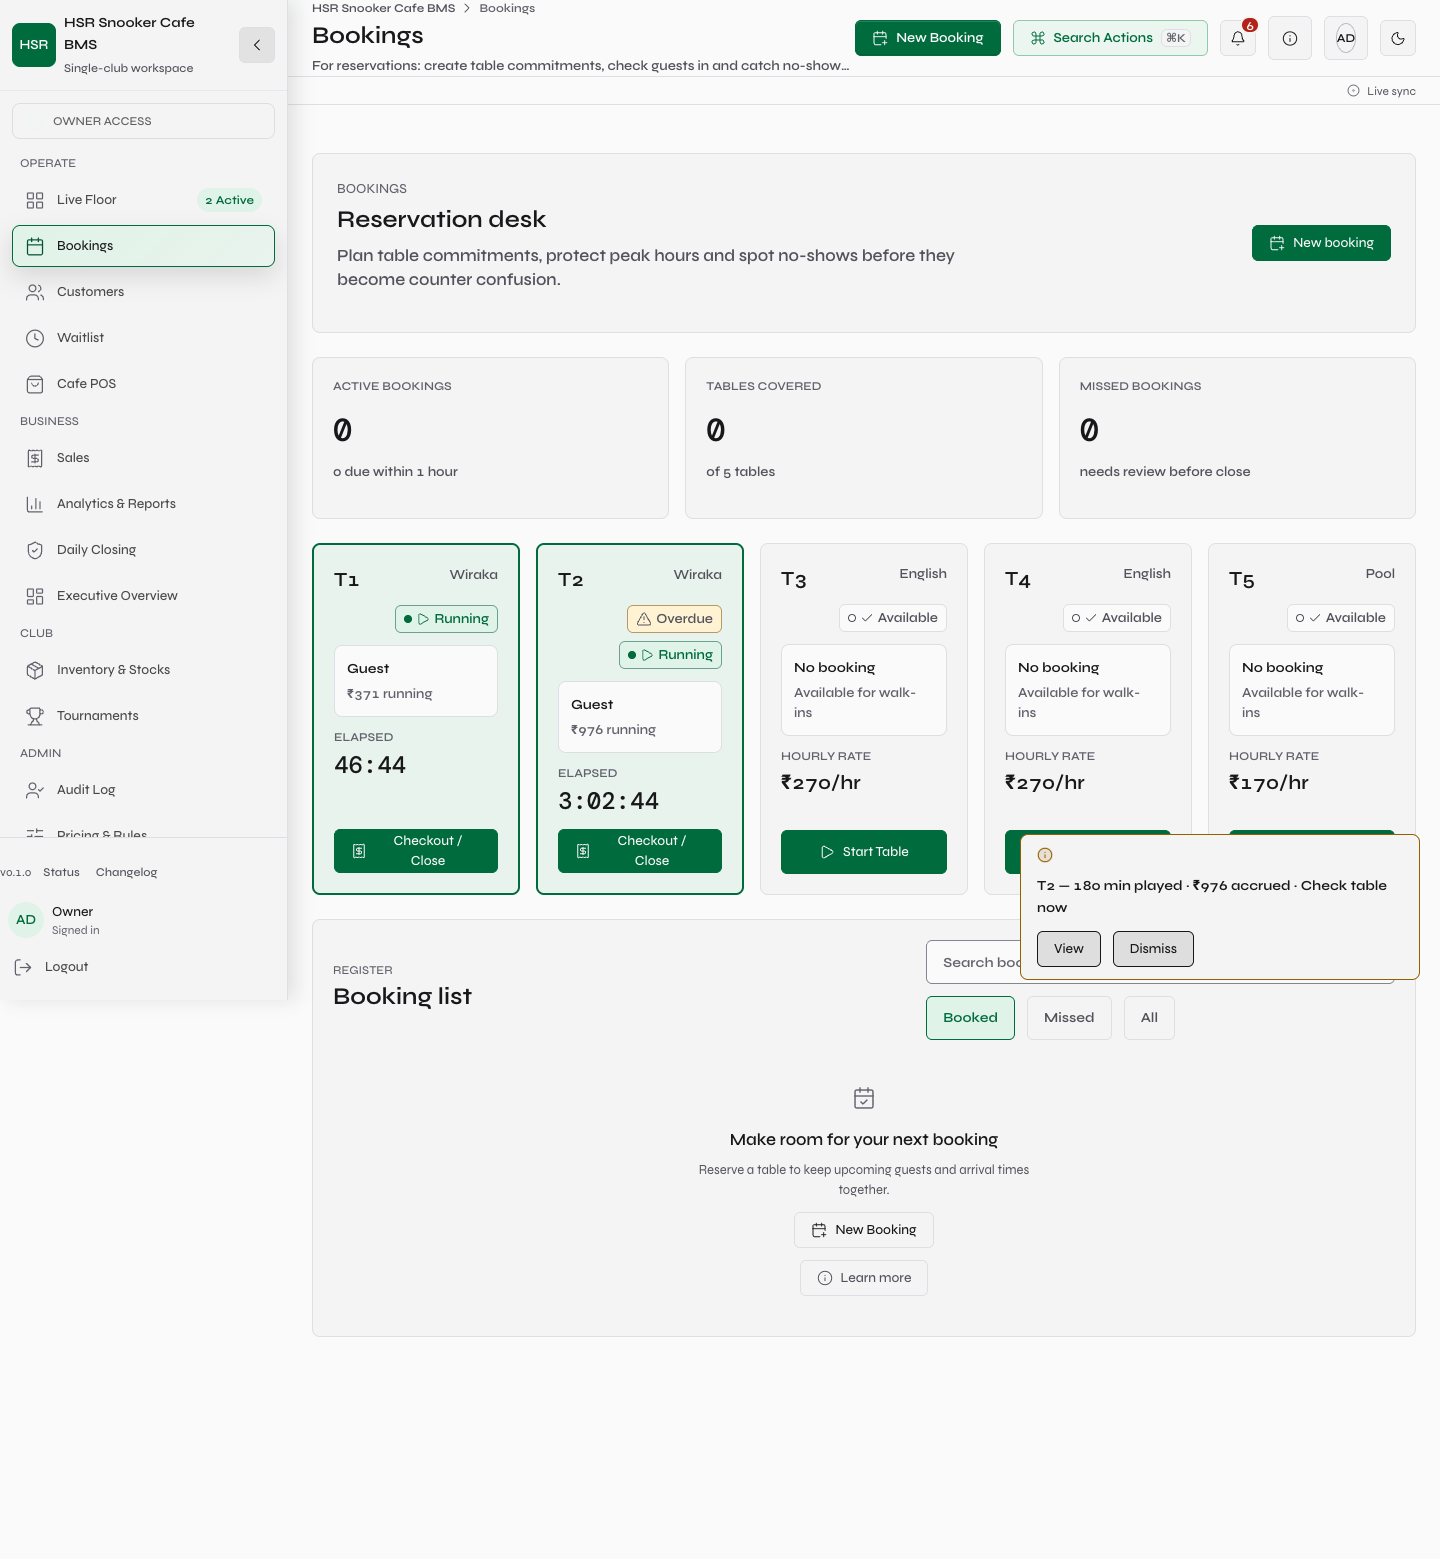 HSR
HSR Snooker Cafe
BMS
Single-club workspace
OWNER ACCESS
OPERATE
Live Floor
2 Active
Bookings
Customers
Waitlist
Cafe POS
BUSINESS
Sales
Analytics & Reports
Daily Closing
Executive Overview
CLUB
Inventory & Stocks
Tournaments
ADMIN
Audit Log
Pricing & Rules
v0.1.0 Status Changelog
AD
Owner
Signed in
Logout
HSR Snooker Cafe BMS > Bookings
Bookings
For reservations: create table commitments, check guests in and catch no-show…
New Booking
Search Actions ⌘K
6
AD
Live sync
BOOKINGS
Reservation desk
Plan table commitments, protect peak hours and spot no-shows before they
become counter confusion.
New booking
ACTIVE BOOKINGS
0
0 due within 1 hour
TABLES COVERED
0
of 5 tables
MISSED BOOKINGS
0
needs review before close
T1 Wiraka
Running
Guest
₹371 running
ELAPSED
46:44
Checkout /
Close
T2 Wiraka
Overdue
Running
Guest
₹976 running
ELAPSED
3:02:44
Checkout /
Close
T3 English
Available
No booking
Available for walk-
ins
HOURLY RATE
₹270/hr
Start Table
T4 English
Available
No booking
Available for walk-
ins
HOURLY RATE
₹270/hr
T5 Pool
Available
No booking
Available for walk-
ins
HOURLY RATE
₹170/hr
T2 — 180 min played · ₹976 accrued · Check table
now
View
Dismiss
REGISTER
Booking list
Search
Booked
Missed
All
Make room for your next booking
Reserve a table to keep upcoming guests and arrival times
together.
New Booking
Learn more